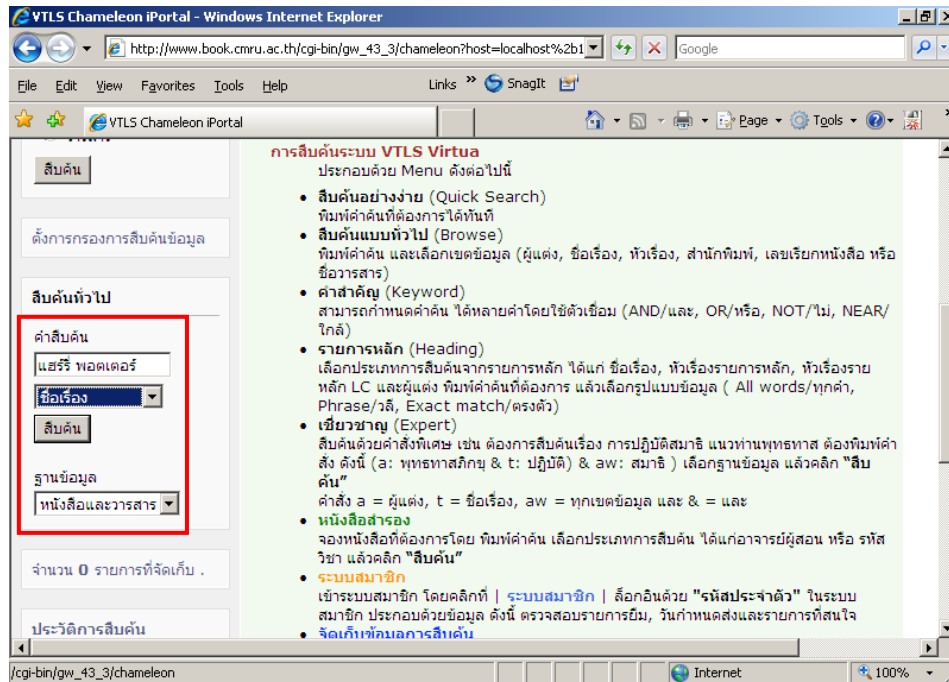 VTLS Chameleon iPortal - Windows Internet Explorer
http://www.book.cmru.ac.th/cgi-bin/gw_43_3/chameleon?host=localhost%2b1
Google
File Edit View Favorites Tools Help Links » SnagIt
VTLS Chameleon iPortal Page Tools
สืบค้น
ตั้งการกรองการสืบค้นข้อมูล
สืบค้นทั่วไป
คำสืบค้น
แฮร์รี่ พอตเตอร์
ชื่อเรื่อง
สืบค้น
ฐานข้อมูล
หนังสือและวารสาร
จำนวน 0 รายการที่จัดเก็บ .
ประวัติการสืบค้น
การสืบค้นระบบ VTLS Virtua
ประกอบด้วย Menu ดังต่อไปนี้
• สืบค้นอย่างง่าย (Quick Search)
พิมพ์คำค้นที่ต้องการได้ทันที
• สืบค้นแบบทั่วไป (Browse)
พิมพ์คำค้น และเลือกเขตข้อมูล (ผู้แต่ง, ชื่อเรื่อง, หัวเรื่อง, สำนักพิมพ์, เลขเรียกหนังสือ หรือ
ชื่อวารสาร)
• คำสำคัญ (Keyword)
สามารถกำหนดคำค้น ได้หลายคำโดยใช้ตัวเชื่อม (AND/และ, OR/หรือ, NOT/ไม่, NEAR/
ใกล้)
• รายการหลัก (Heading)
เลือกประเภทการสืบค้นจากรายการหลัก ได้แก่ ชื่อเรื่อง, หัวเรื่องรายการหลัก, หัวเรื่องราย
หลัก LC และผู้แต่ง พิมพ์คำค้นที่ต้องการ แล้วเลือกรูปแบบข้อมูล ( All words/ทุกคำ,
Phrase/วลี, Exact match/ตรงตัว)
• เชี่ยวชาญ (Expert)
สืบค้นด้วยคำสั่งพิเศษ เช่น ต้องการสืบค้นเรื่อง การปฏิบัติสมาธิ แนวท่านพุทธทาส ต้องพิมพ์คำ
สั่ง ดังนี้ (a: พุทธทาสภิกขุ & t: ปฏิบัติ) & aw: สมาธิ ) เลือกฐานข้อมูล แล้วคลิก “สืบ
ค้น”
คำสั่ง a = ผู้แต่ง, t = ชื่อเรื่อง, aw = ทุกเขตข้อมูล และ & = และ
• หนังสือสำรอง
จองหนังสือที่ต้องการโดย พิมพ์คำค้น เลือกประเภทการสืบค้น ได้แก่อาจารย์ผู้สอน หรือ รหัส
วิชา แล้วคลิก “สืบค้น”
• ระบบสมาชิก
เข้าระบบสมาชิก โดยคลิกที่ | ระบบสมาชิก | ล็อกอินด้วย "รหัสประจำตัว" ในระบบ
สมาชิก ประกอบด้วยข้อมูล ดังนี้ ตรวจสอบรายการยืม, วันกำหนดส่งและรายการที่สนใจ
• จัดเก็บข้อมูลการสืบค้น
/cgi-bin/gw_43_3/chameleon Internet 100%